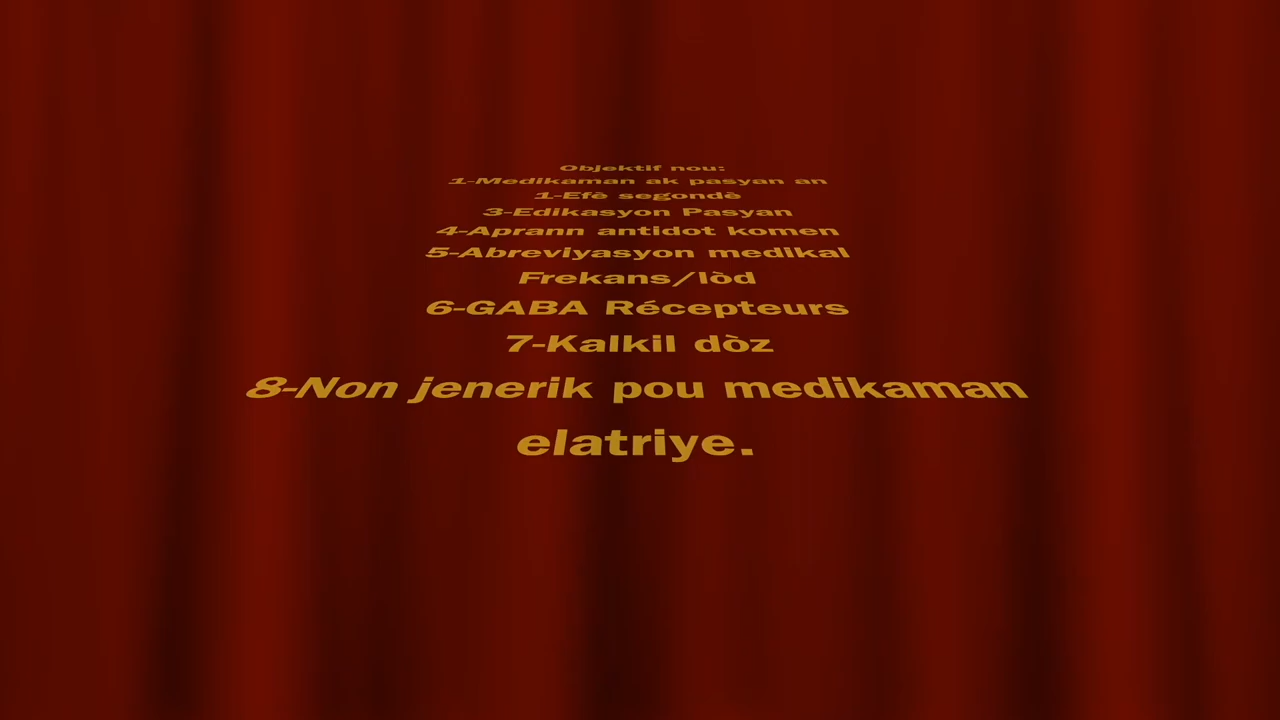 Objektif nou:
1-Medikaman ak pasyan an
1-Efè segondè
3-Edikasyon Pasyan
4-Aprann antidot komen
5-Abreviyasyon medikal
Frekans/lòd
6-GABA Récepteurs
7-Kalkil dòz
8-Non jenerik pou medikaman
elatriye.